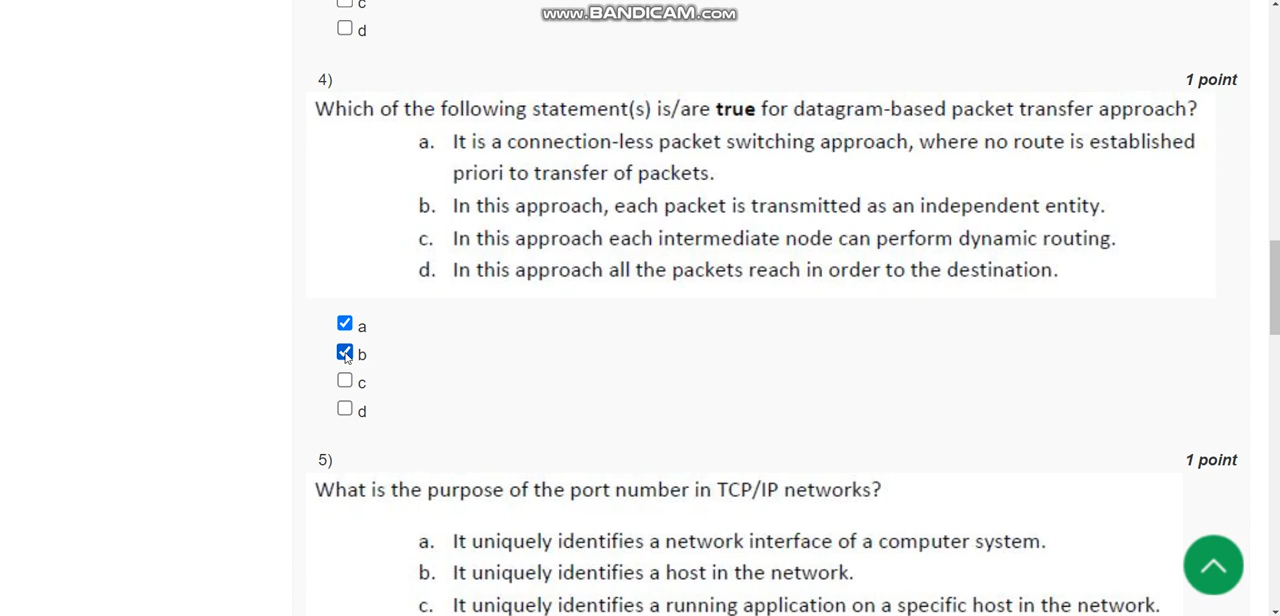 www.BANDICAM.com
c
d
4)
1 point
Which of the following statement(s) is/are true for datagram-based packet transfer approach?
a. It is a connection-less packet switching approach, where no route is established
priori to transfer of packets.
b. In this approach, each packet is transmitted as an independent entity.
c. In this approach each intermediate node can perform dynamic routing.
d. In this approach all the packets reach in order to the destination.
a
b
c
d
5)
1 point
What is the purpose of the port number in TCP/IP networks?
a. It uniquely identifies a network interface of a computer system.
b. It uniquely identifies a host in the network.
c. It uniquely identifies a running application on a specific host in the network.